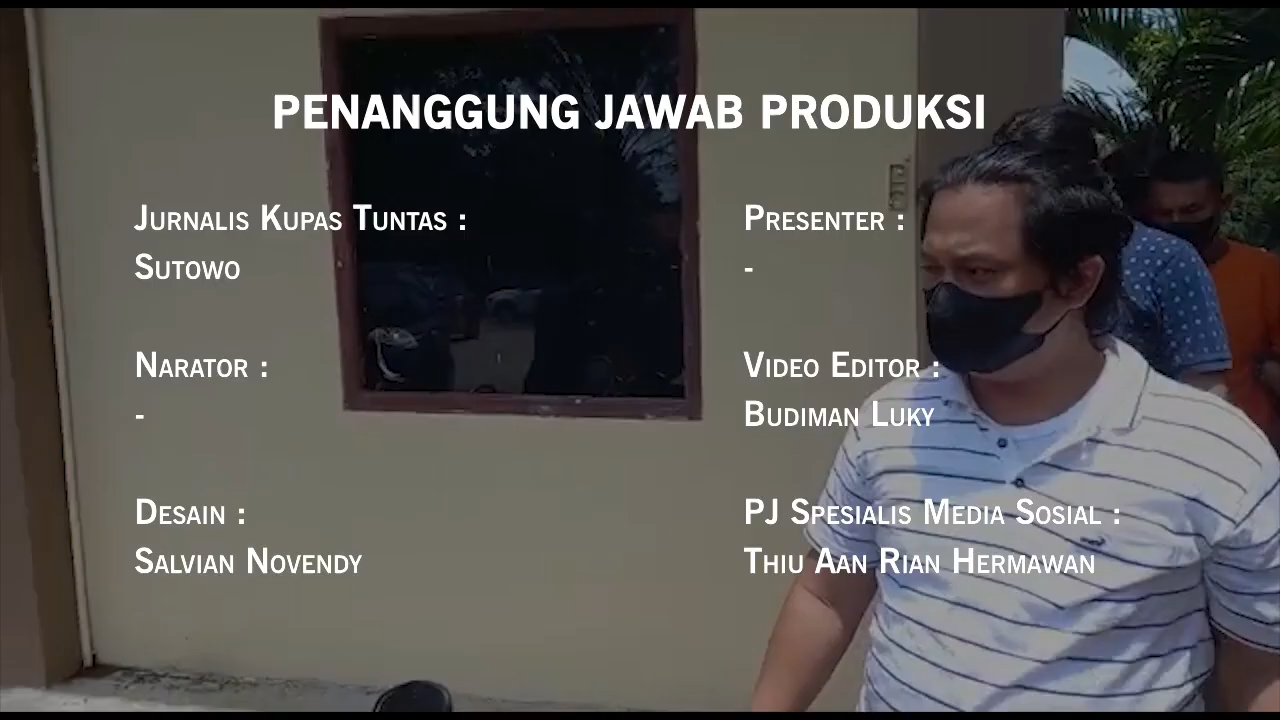 PENANGGUNG JAWAB PRODUKSI
JURNALIS KUPAS TUNTAS :
SUTOWO
PRESENTER :
-
NARATOR :
-
VIDEO EDITOR :
BUDIMAN LUKY
DESAIN :
SALVIAN NOVENDY
PJ SPESIALIS MEDIA SOSIAL :
THIU AAN RIAN HERMAWAN